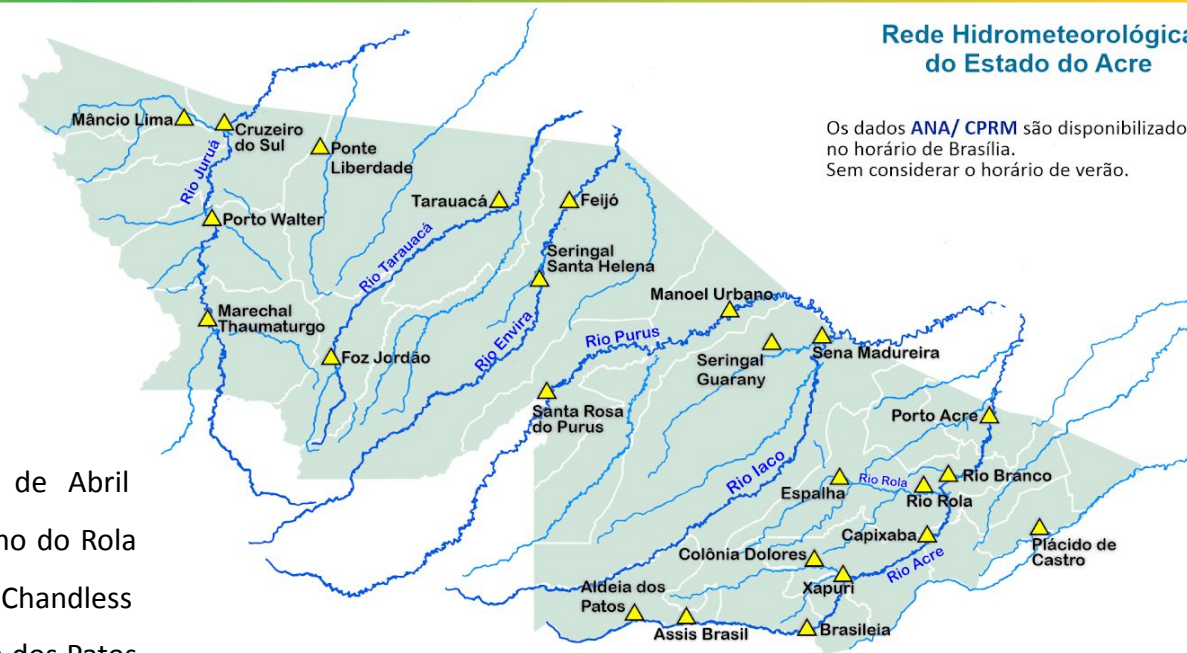 Rede Hidrometeorológica
do Estado do Acre
Os dados ANA/ CPRM são disponibilizado
no horário de Brasília.
Sem considerar o horário de verão.
Mâncio Lima
Cruzeiro
do Sul
Ponte
Liberdade
Rio Juruá
Porto Walter
Tarauacá
Feijó
Rio Tarauacá
Seringal
Santa Helena
Marechal
Thaumaturgo
Foz Jordão
Rio Envira
Manoel Urbano
Rio Purus
Seringal
Guarany
Sena Madureira
Santa Rosa
do Purus
Porto Acre
Rio Iaco
Espalha
Rio Rola
Rio Rola
Rio Branco
Capixaba
Plácido de
Castro
Colônia Dolores
Xapuri
Rio Acre
Aldeia dos
Patos
Assis Brasil
Brasileia
de Abril
no do Rola
Chandless
dos Patos